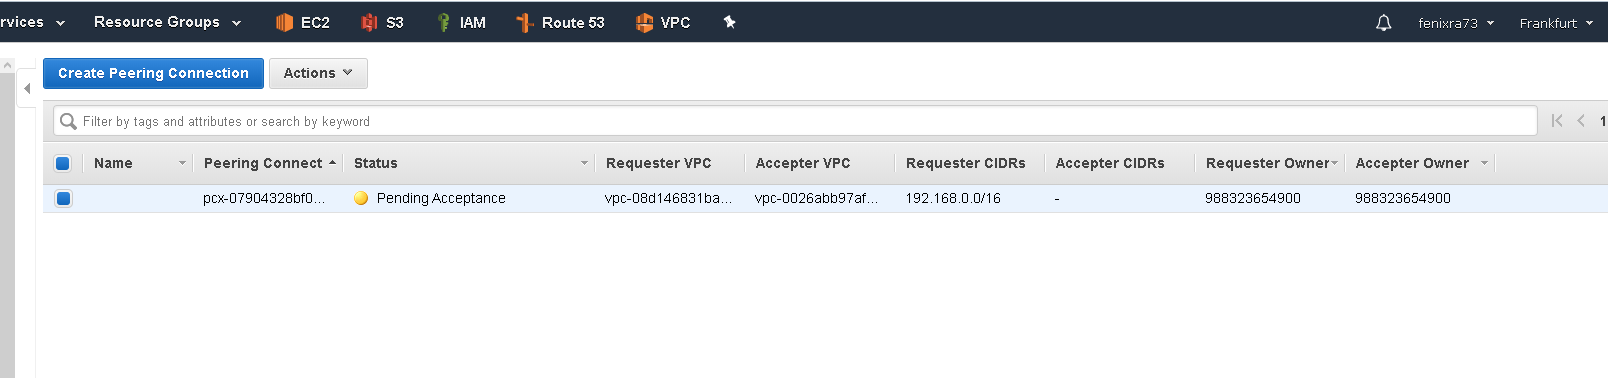 rvices Resource Groups EC2 S3 IAM Route 53 VPC fenixra73 Frankfurt
Create Peering Connection Actions
Filter by tags and attributes or search by keyword 1
Name Peering Connect Status Requester VPC Accepter VPC Requester CIDRs Accepter CIDRs Requester Owner Accepter Owner
pcx-07904328bf0... Pending Acceptance vpc-08d146831ba... vpc-0026abb97af... 192.168.0.0/16 - 988323654900 988323654900